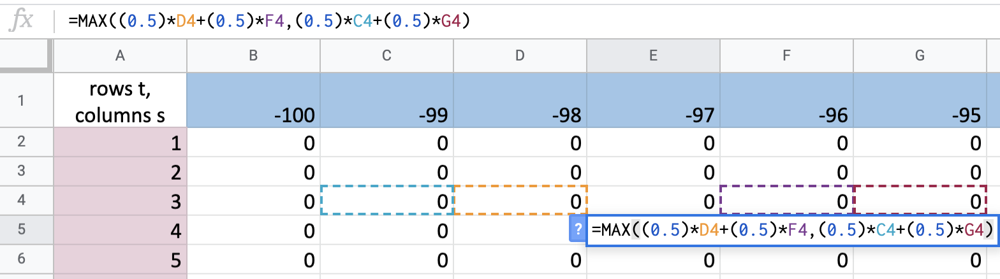 fx =MAX((0.5)*D4+(0.5)*F4,(0.5)*C4+(0.5)*G4)
A B C D E F G
1 rows t,
columns s -100 -99 -98 -97 -96 -95
2 1 0 0 0 0 0 0
3 2 0 0 0 0 0 0
4 3 0 0 0 0 0 0
5 4 0 0 ? =MAX((0.5)*D4+(0.5)*F4,(0.5)*C4+(0.5)*G4)
6 5 0 0 0 0 0 0